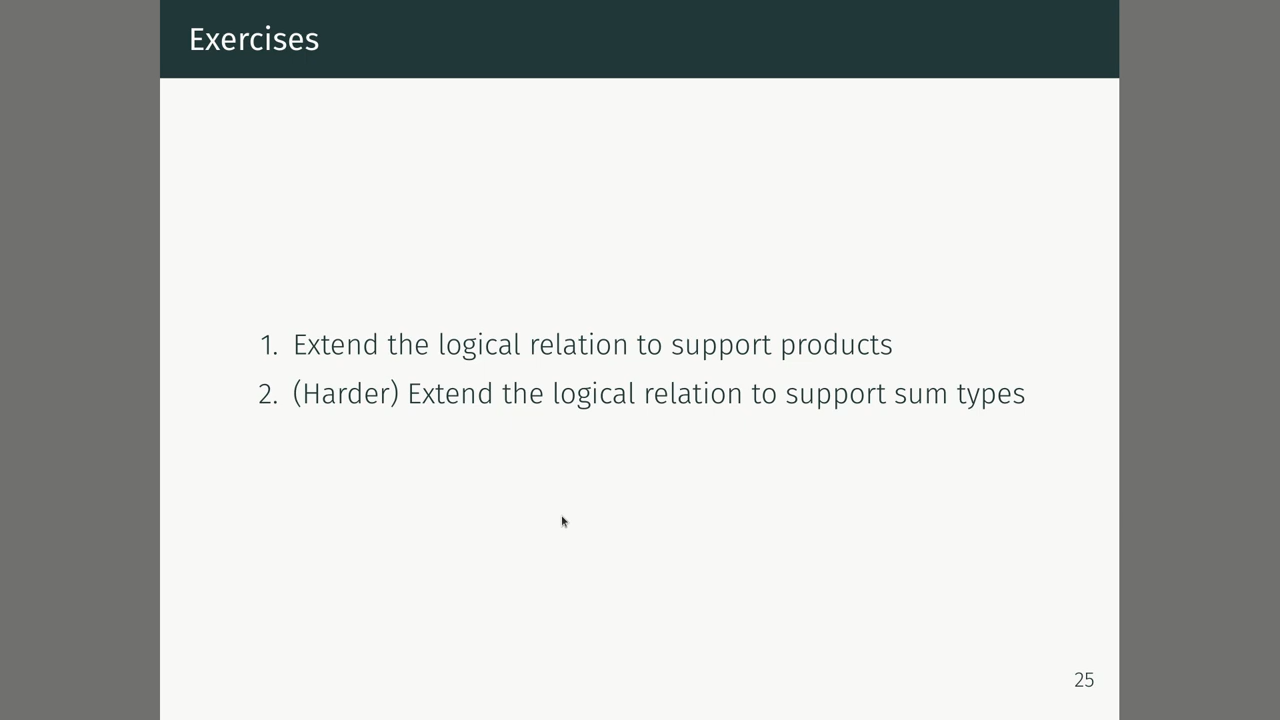 Exercises
1. Extend the logical relation to support products
2. (Harder) Extend the logical relation to support sum types
25